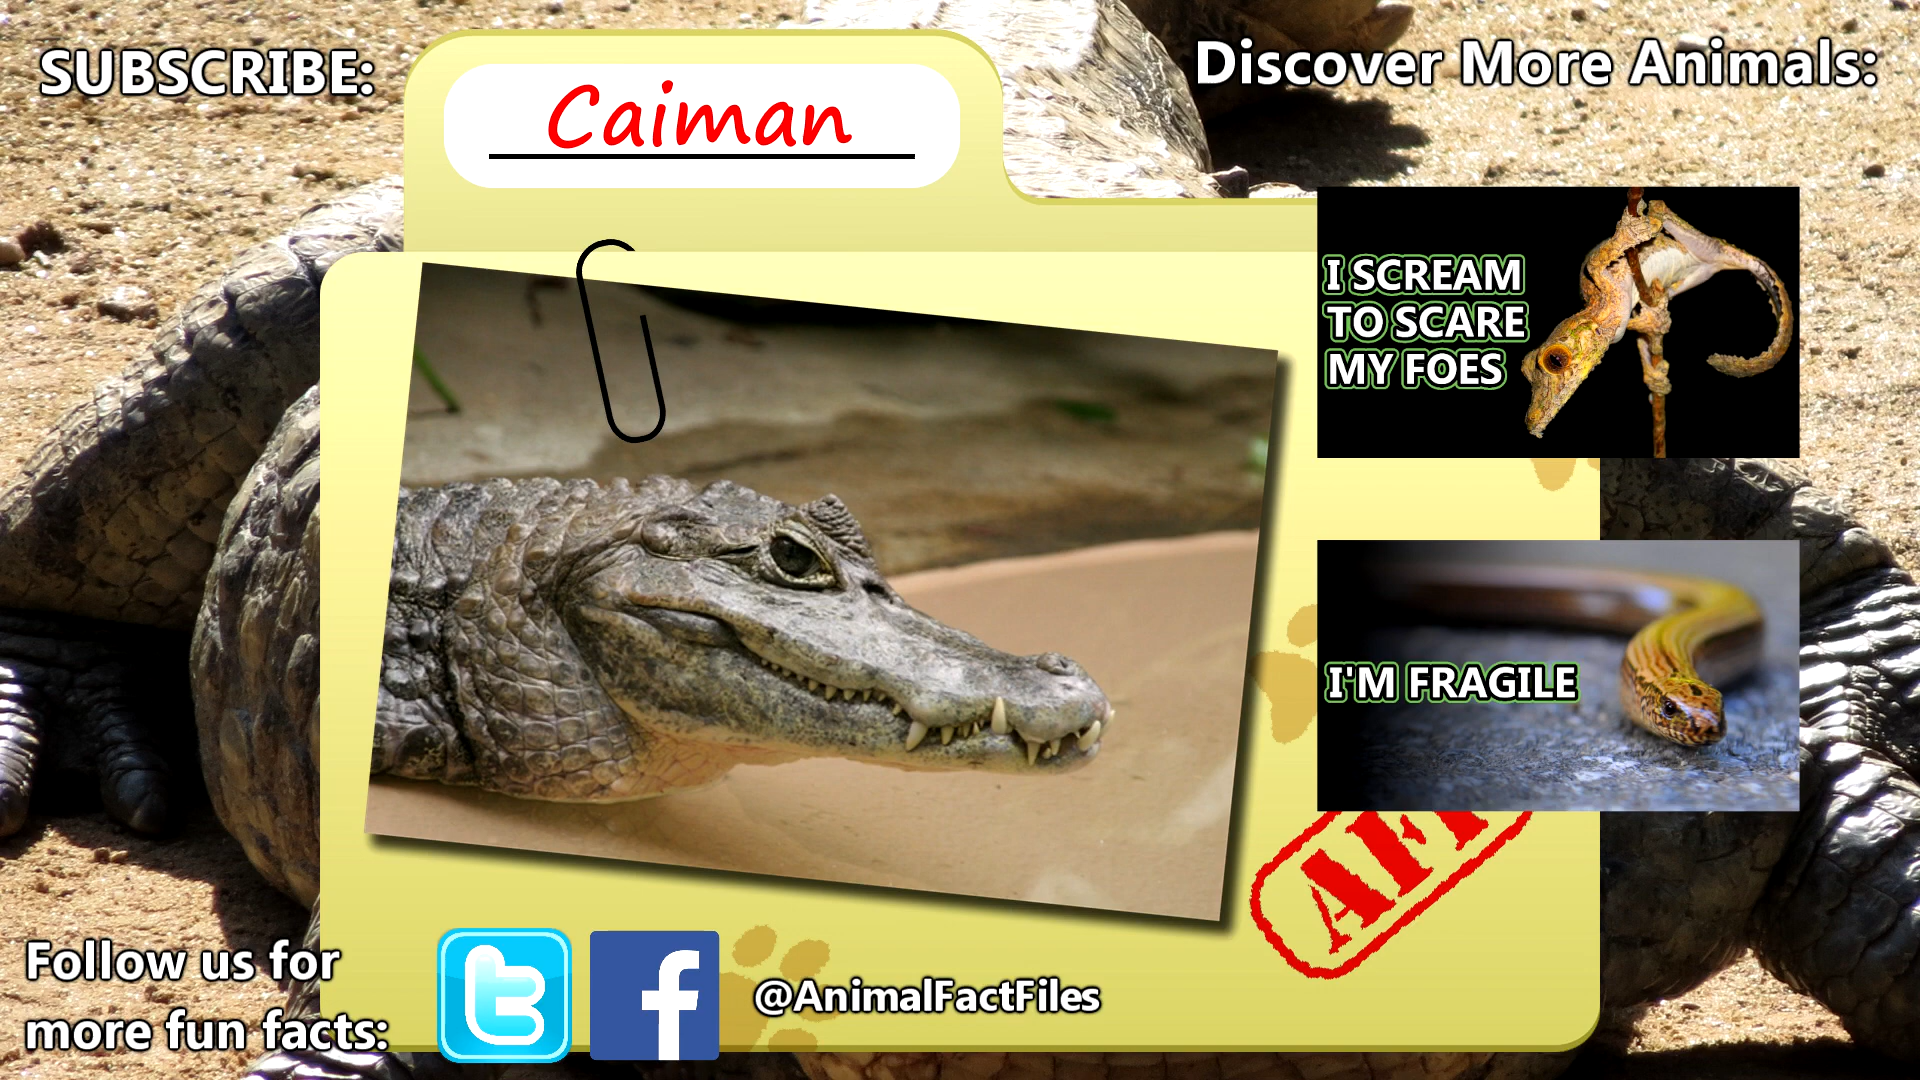 SUBSCRIBE:
Caiman
Discover More Animals:
I SCREAM
TO SCARE
MY FOES
I'M FRAGILE
Follow us for
more fun facts:
@AnimalFactFiles